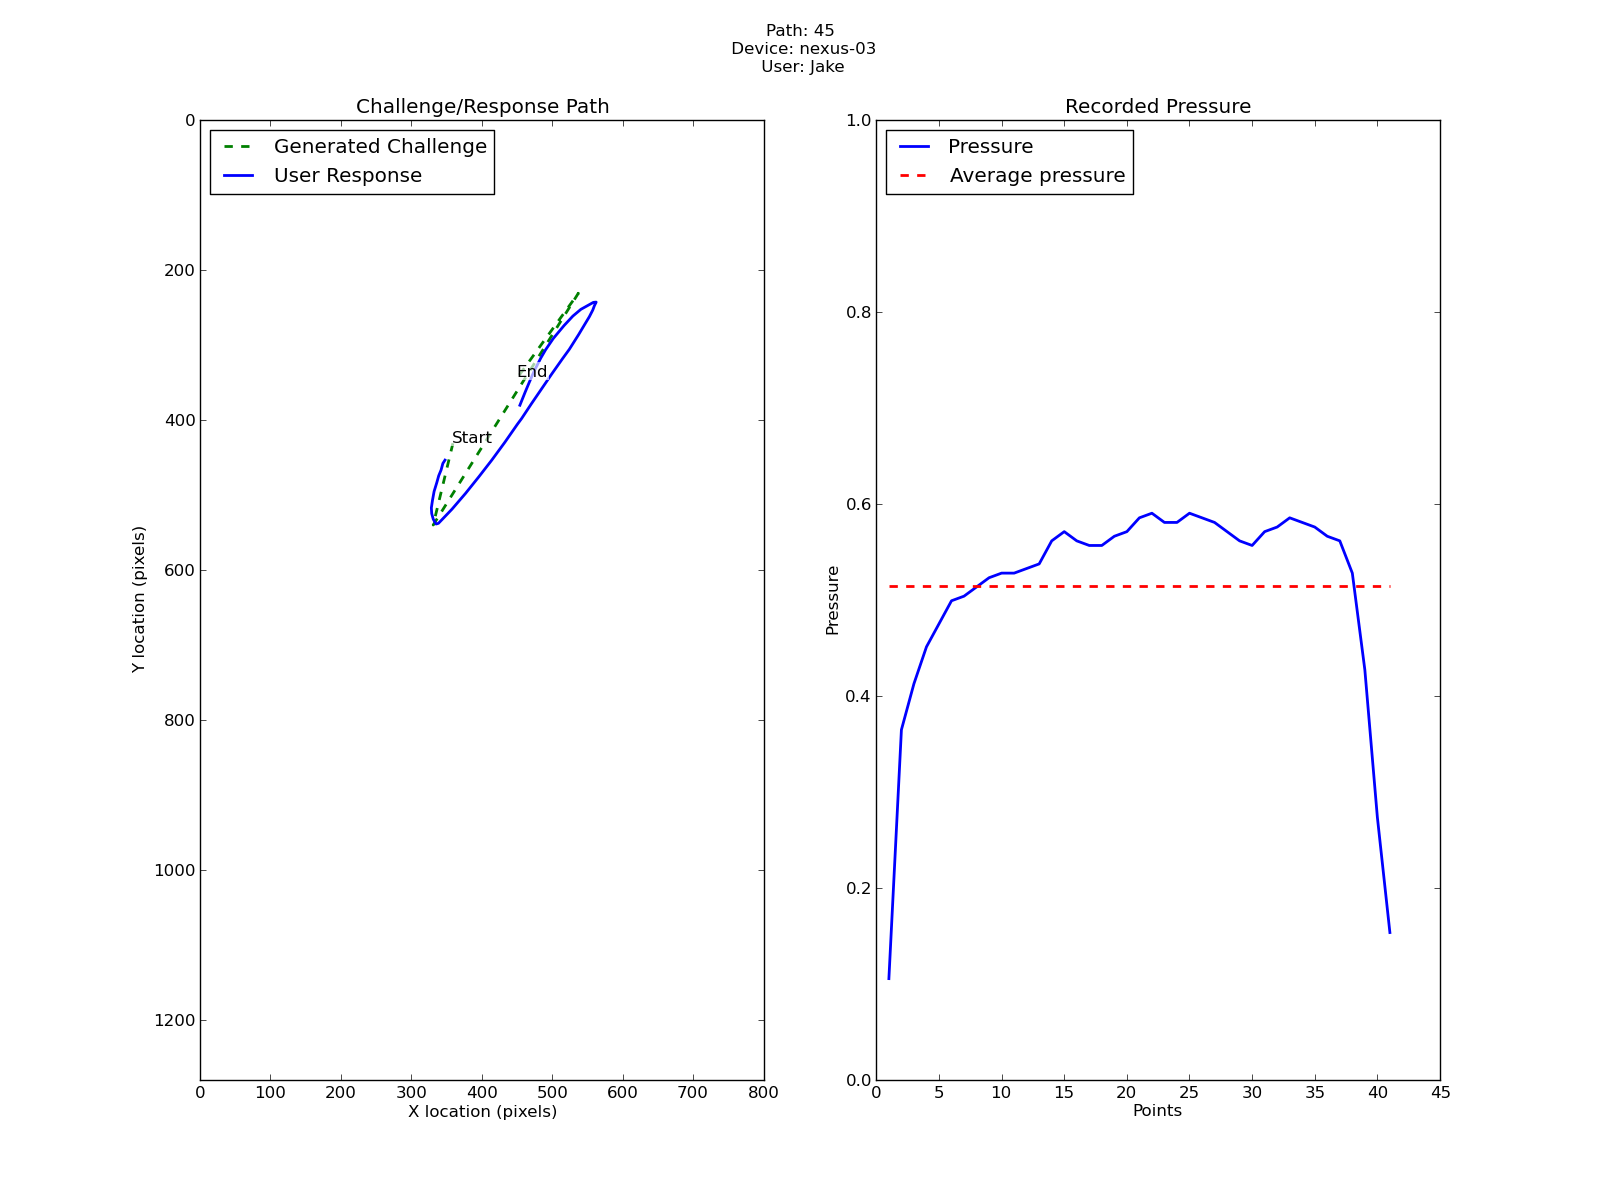 Path: 45
Device: nexus-03
User: Jake
Challenge/Response Path
Generated Challenge
User Response
End
Start
0
200
400
600
800
1000
1200
Y location (pixels)
0 100 200 300 400 500 600 700 800
X location (pixels)
Recorded Pressure
Pressure
Average pressure
1.0
0.8
0.6
0.4
0.2
0.0
Pressure
0 5 10 15 20 25 30 35 40 45
Points